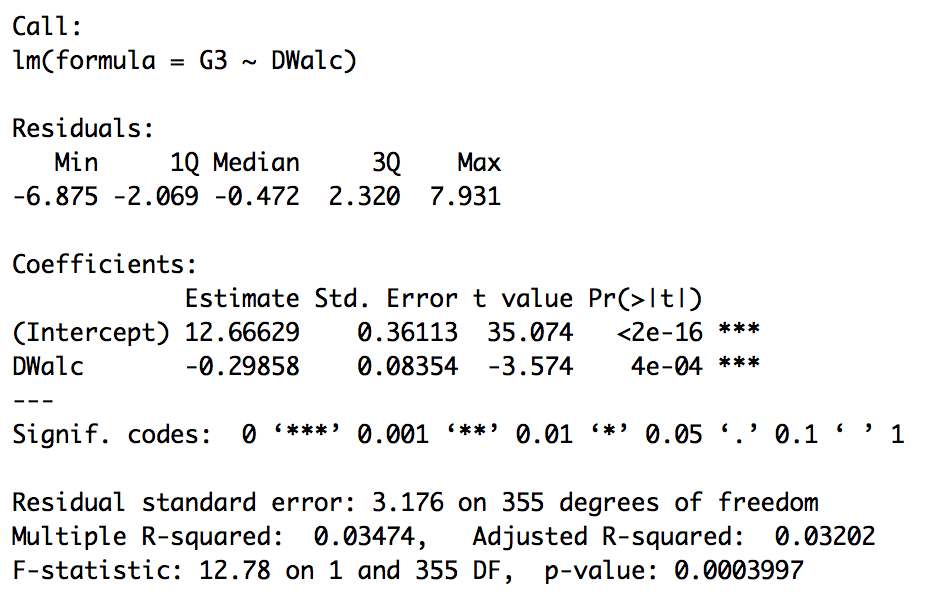 Call:
lm(formula = G3 ~ DWalc)
Residuals:
Min 1Q Median 3Q Max
-6.875 -2.069 -0.472 2.320 7.931
Coefficients:
Estimate Std. Error t value Pr(>|t|)
(Intercept) 12.66629 0.36113 35.074 <2e-16 ***
DWalc -0.29858 0.08354 -3.574 4e-04 ***
---
Signif. codes: 0 ‘***’ 0.001 ‘**’ 0.01 ‘*’ 0.05 ‘.’ 0.1 ‘ ’ 1
Residual standard error: 3.176 on 355 degrees of freedom
Multiple R-squared: 0.03474, Adjusted R-squared: 0.03202
F-statistic: 12.78 on 1 and 355 DF, p-value: 0.0003997